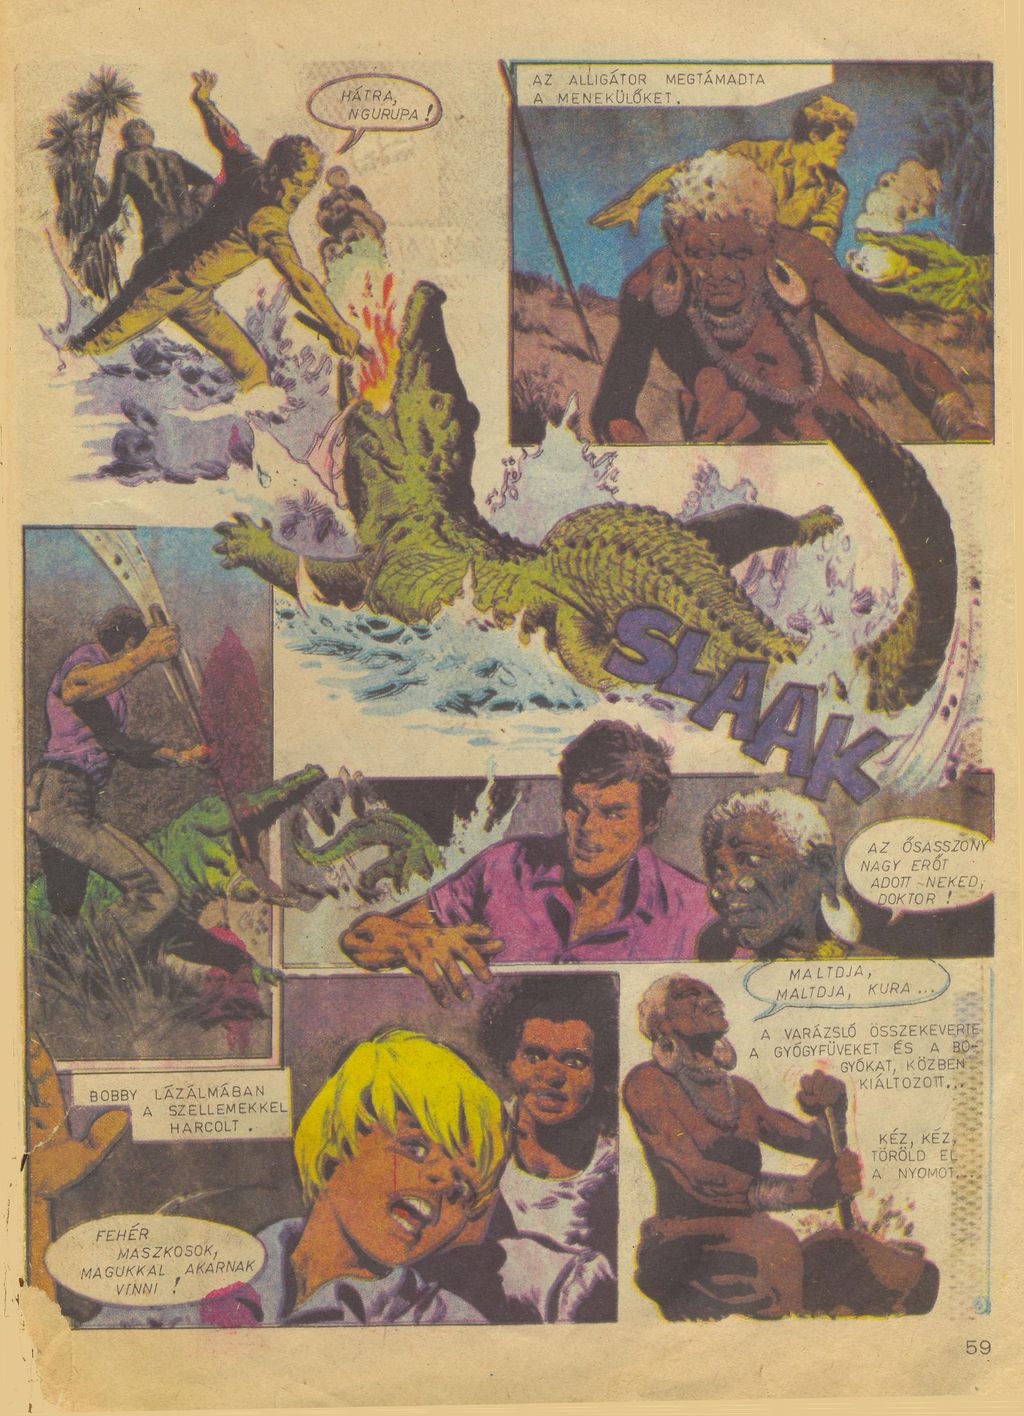 HÁTRA,
NGURUPA !
AZ ALLIGÁTOR MEGTÁMADTA
A MENEKÜLŐKET.
SLAAK
AZ ŐSASSZONY
NAGY ERŐT
ADOTT NEKED,
DOKTOR !
MALTDJA,
MALTDJA, KURA ...
A VARÁZSLÓ ÖSSZEKEVERTE
A GYÓGYFÜVEKET ÉS A BO-
GYÓKAT, KÖZBEN
KIÁLTOZOTT...
KÉZ, KÉZ,
TÖRÖLD EL
A NYOMOT...
BOBBY LÁZÁLMÁBAN
A SZELLEMEKKEL
HARCOLT .
FEHÉR
MASZKOSOK,
MAGUKKAL AKARNAK
VINNI !
59